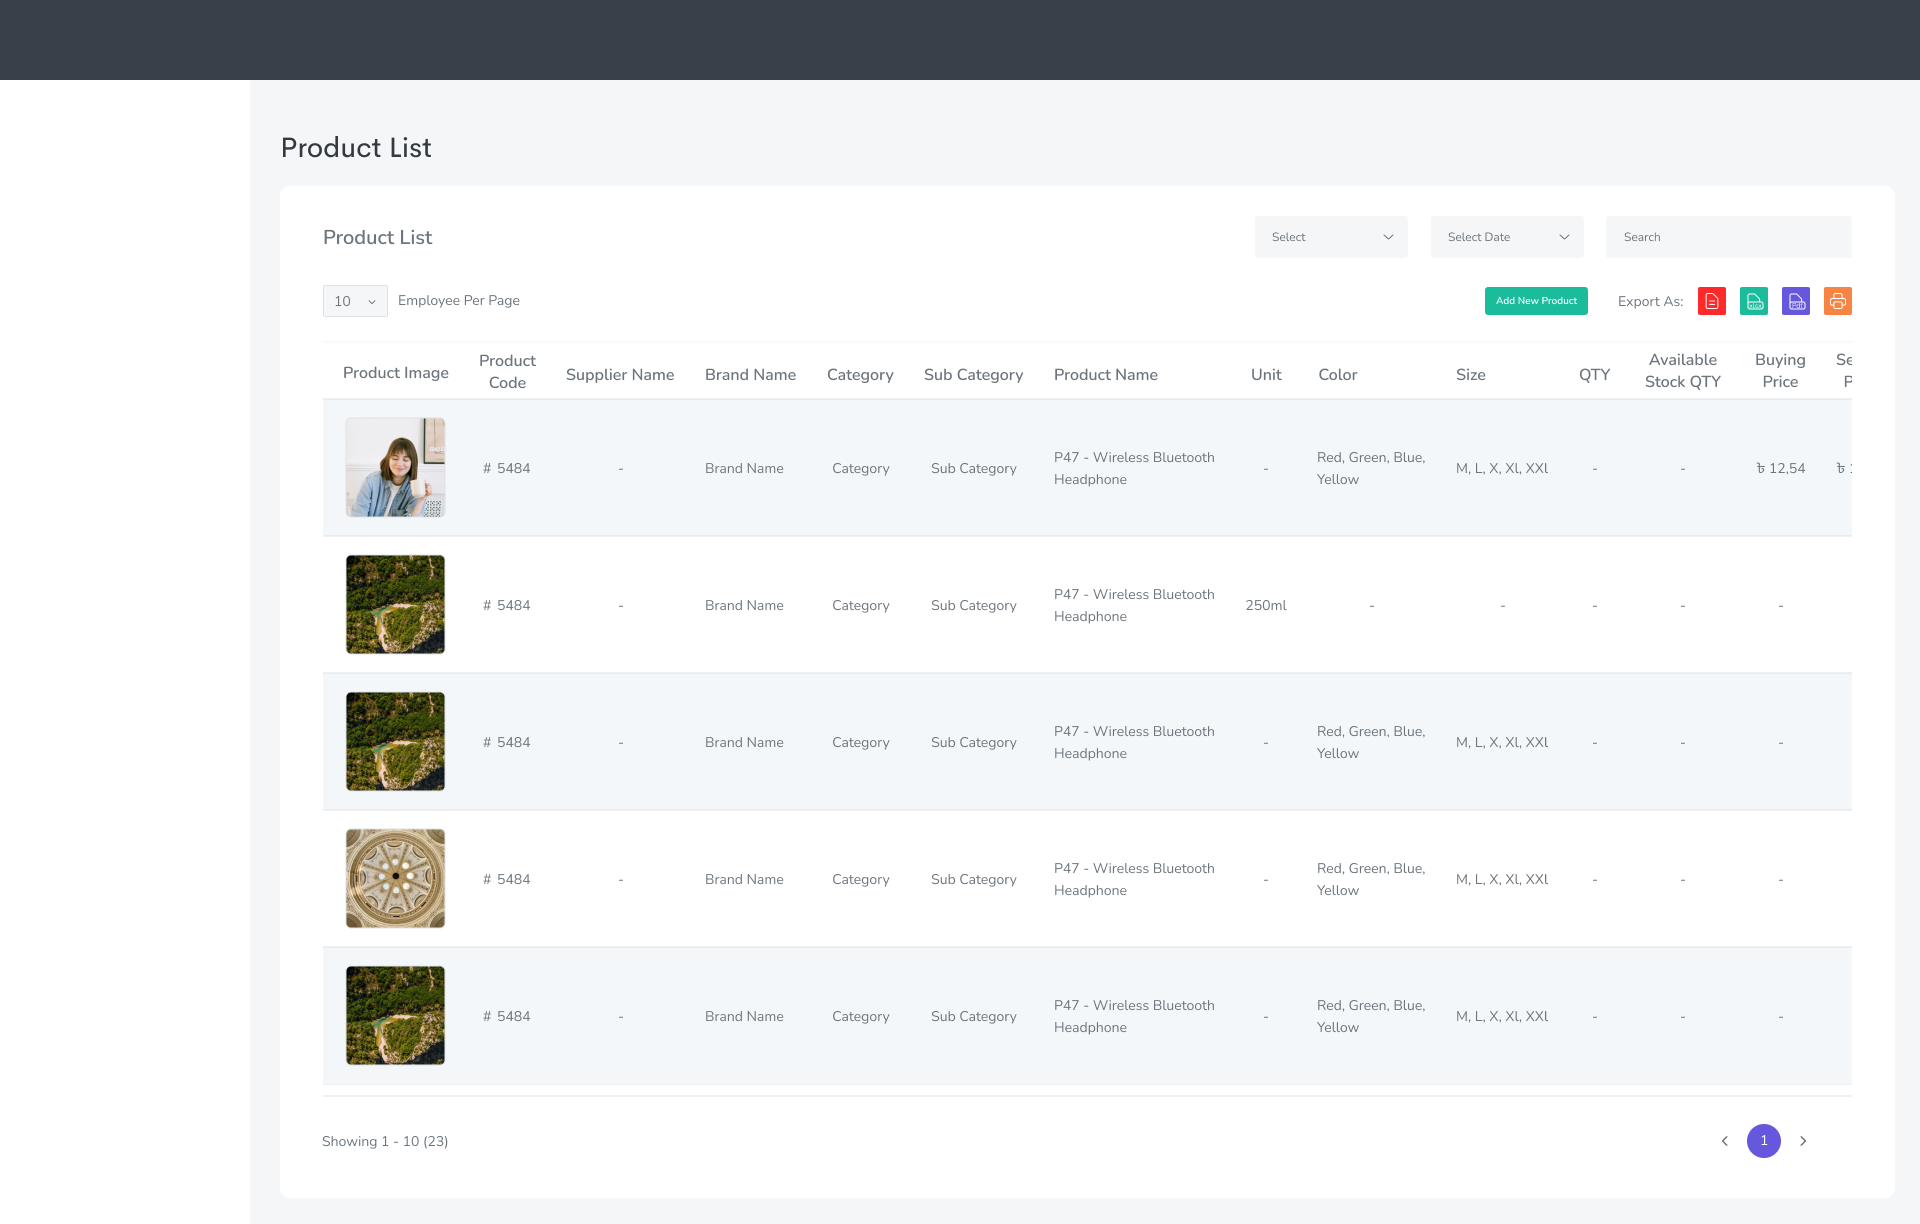 Product List
Product List
Select
Select Date
Search
10
Employee Per Page
Add New Product
Export As:
Product Image
Product Code
Supplier Name
Brand Name
Category
Sub Category
Product Name
Unit
Color
Size
QTY
Available Stock QTY
Buying Price
Se
P
# 5484
-
Brand Name
Category
Sub Category
P47 - Wireless Bluetooth
Headphone
-
Red, Green, Blue,
Yellow
M, L, X, Xl, XXl
-
-
৳ 12,54
৳
# 5484
-
Brand Name
Category
Sub Category
P47 - Wireless Bluetooth
Headphone
250ml
-
-
-
-
-
# 5484
-
Brand Name
Category
Sub Category
P47 - Wireless Bluetooth
Headphone
-
Red, Green, Blue,
Yellow
M, L, X, Xl, XXl
-
-
-
# 5484
-
Brand Name
Category
Sub Category
P47 - Wireless Bluetooth
Headphone
-
Red, Green, Blue,
Yellow
M, L, X, Xl, XXl
-
-
-
# 5484
-
Brand Name
Category
Sub Category
P47 - Wireless Bluetooth
Headphone
-
Red, Green, Blue,
Yellow
M, L, X, Xl, XXl
-
-
-
Showing 1 - 10 (23)
1